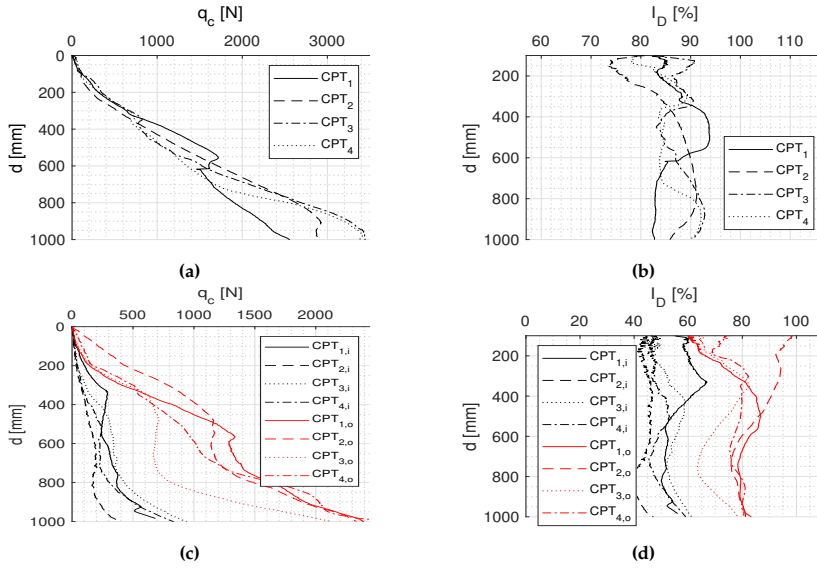 q_c [N]
0 1000 2000 3000
0
200
400
600
800
1000
d [mm]
CPT_1
CPT_2
CPT_3
CPT_4
(a)
I_D [%]
60 70 80 90 100 110
200
400
600
800
1000
d [mm]
CPT_1
CPT_2
CPT_3
CPT_4
(b)
q_c [N]
0 500 1000 1500 2000
0
200
400
600
800
1000
d [mm]
CPT_1,i
CPT_2,i
CPT_3,i
CPT_4,i
CPT_1,o
CPT_2,o
CPT_3,o
CPT_4,o
(c)
I_D [%]
0 20 40 60 80 100
200
400
600
800
1000
d [mm]
CPT_1,i
CPT_2,i
CPT_3,i
CPT_4,i
CPT_1,o
CPT_2,o
CPT_3,o
CPT_4,o
(d)